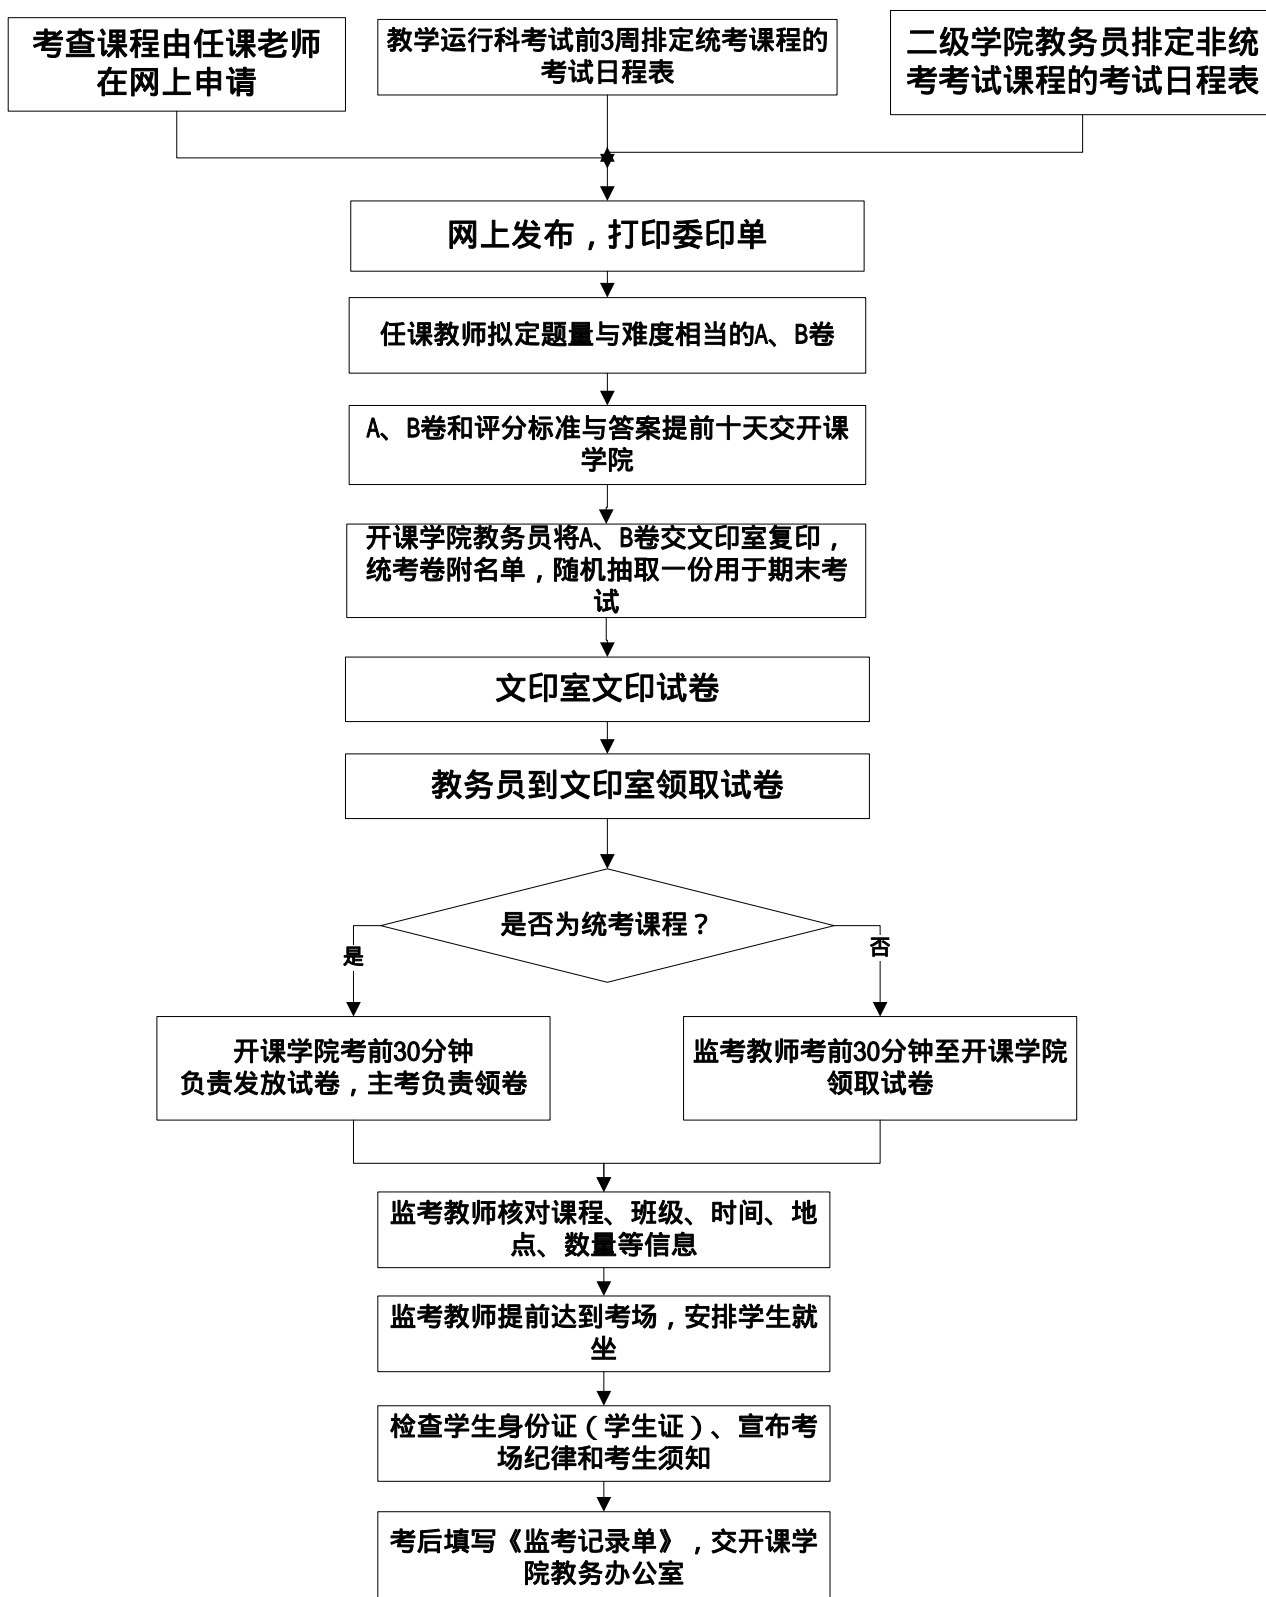 考查课程由任课老师
在网上申请
教学运行科考试前3周排定统考课程的
考试日程表
二级学院教务员排定非统
考考试课程的考试日程表
网上发布，打印委印单
任课教师拟定题量与难度相当的A、B卷
A、B卷和评分标准与答案提前十天交开课
学院
开课学院教务员将A、B卷交文印室复印，
统考卷附名单，随机抽取一份用于期末考
试
文印室文印试卷
教务员到文印室领取试卷
是否为统考课程？
是
否
开课学院考前30分钟
负责发放试卷，主考负责领卷
监考教师考前30分钟至开课学院
领取试卷
监考教师核对课程、班级、时间、地
点、数量等信息
监考教师提前达到考场，安排学生就
坐
检查学生身份证（学生证）、宣布考
场纪律和考生须知
考后填写《监考记录单》，交开课学
院教务办公室